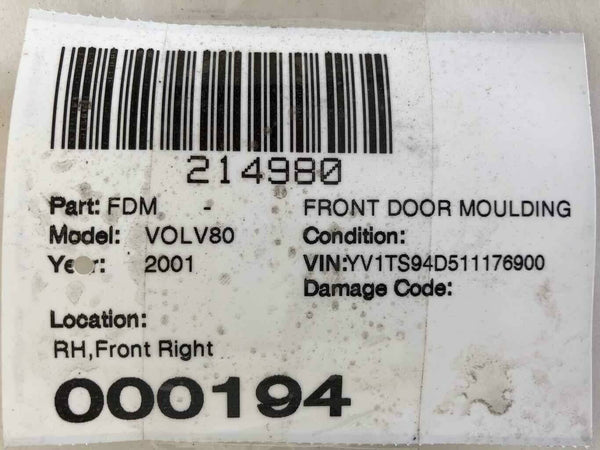 214980
Part: FDM - FRONT DOOR MOULDING
Model: VOLV80 Condition:
Year: 2001 VIN:YV1TS94D511176900
Damage Code:
Location:
RH,Front Right
000194